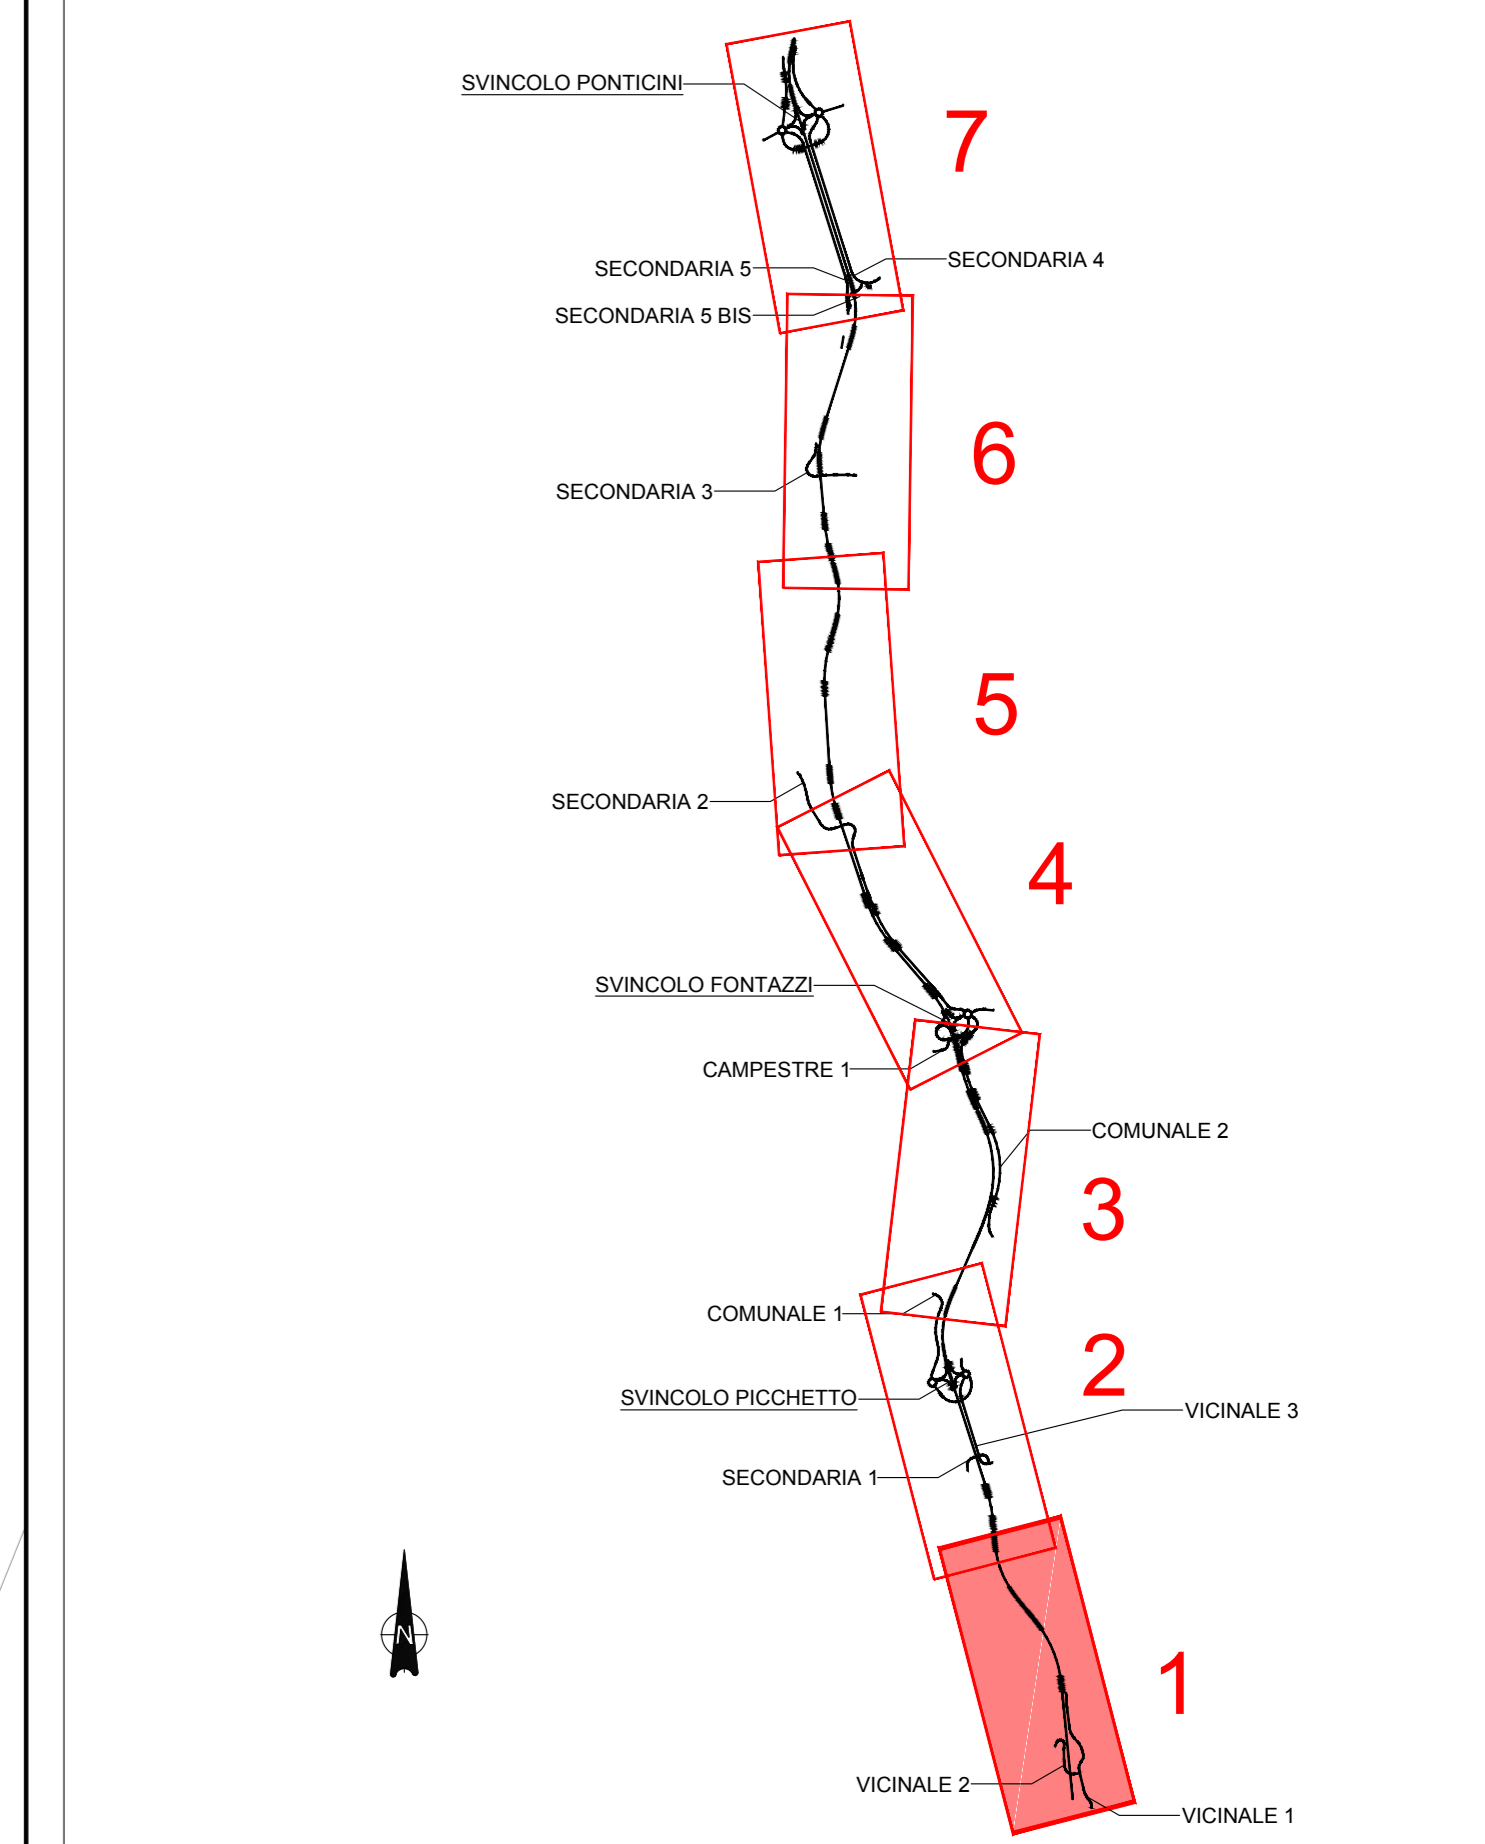 SVINCOLO PONTICINI
7
SECONDARIA 4
SECONDARIA 5
SECONDARIA 5 BIS
6
SECONDARIA 3
5
SECONDARIA 2
4
SVINCOLO FONTAZZI
CAMPESTRE 1
COMUNALE 2
3
COMUNALE 1
2
SVINCOLO PICCHETTO
VICINALE 3
SECONDARIA 1
N
1
VICINALE 2
VICINALE 1